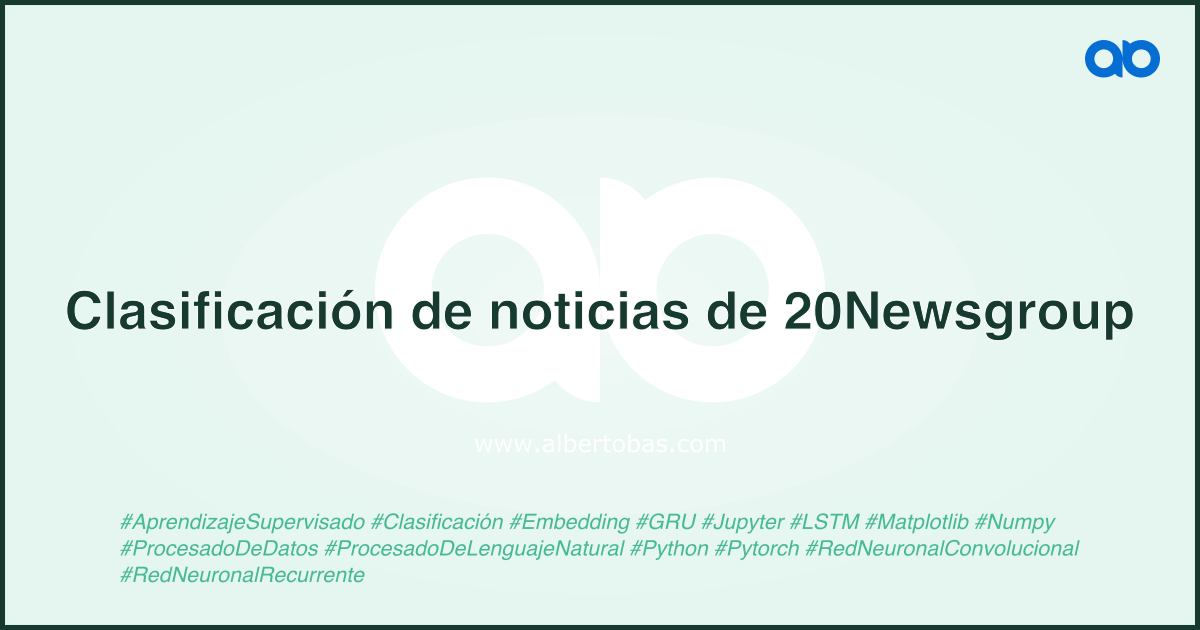 Clasificación de noticias de 20Newsgroup
www.albertobas.com
#AprendizajeSupervisado #Clasificación #Embedding #GRU #Jupyter #LSTM #Matplotlib #Numpy
#ProcesadoDeDatos #ProcesadoDeLenguajeNatural #Python #Pytorch #RedNeuronalConvolucional
#RedNeuronalRecurrente